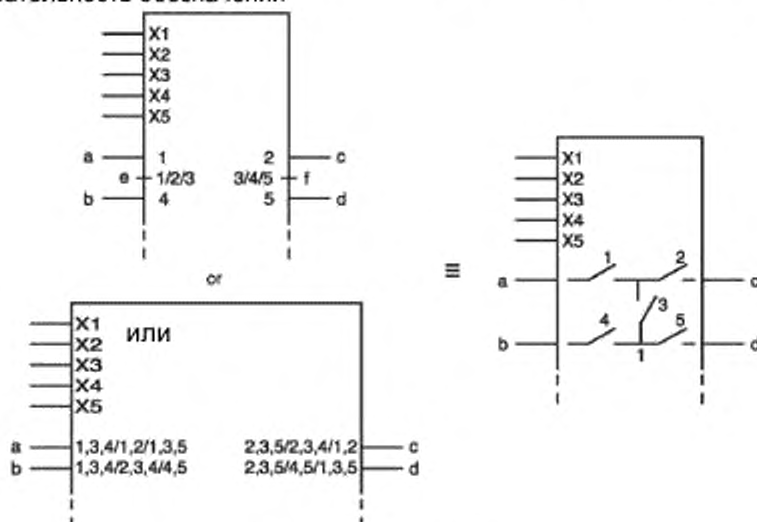 X1
X2
X3
X4
X5
a 1 2 c
e 1/2/3 3/4/5 f
b 4 5 d
or
X1 или
X2
X3
X4
X5
a 1,3,4/1,2/1,3,5 2,3,5/2,3,4/1,2 c
b 1,3,4/2,3,4/4,5 2,3,5/4,5/1,3,5 d
≡
X1
X2
X3
X4
X5
1 2
a c
3
4 5
b d
1